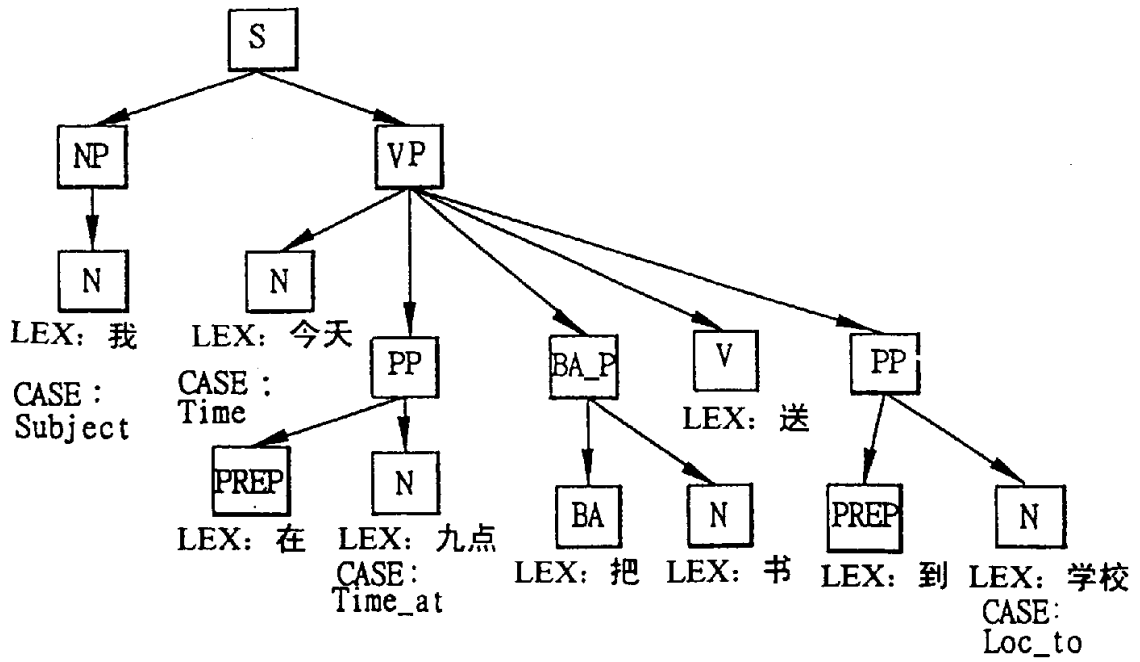 S
NP
VP
N
N
LEX: 我
LEX: 今天
CASE:
Subject
CASE:
Time
PP
BA_P
V
PP
LEX: 送
PREP
N
BA
N
PREP
N
LEX: 在
LEX: 九点
CASE:
Time_at
LEX: 把
LEX: 书
LEX: 到
LEX: 学校
CASE:
Loc_to